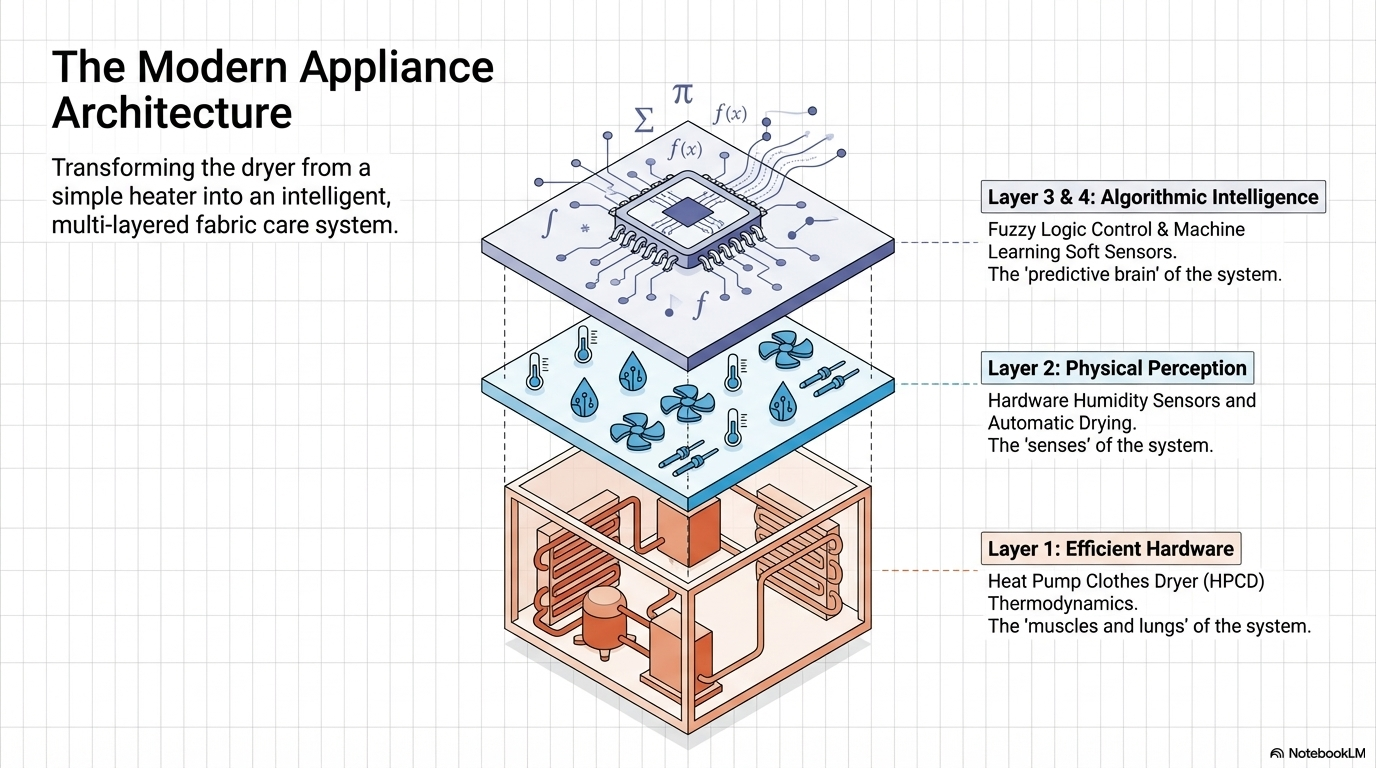 The Modern Appliance
Architecture
Transforming the dryer from a
simple heater into an intelligent,
multi-layered fabric care system.
π
Σ
f(x)
f(x)
∫
*
f
Layer 3 & 4: Algorithmic Intelligence
Fuzzy Logic Control & Machine
Learning Soft Sensors.
The 'predictive brain' of the system.
Layer 2: Physical Perception
Hardware Humidity Sensors and
Automatic Drying.
The 'senses' of the system.
Layer 1: Efficient Hardware
Heat Pump Clothes Dryer (HPCD)
Thermodynamics.
The 'muscles and lungs' of the system.
NotebookLM